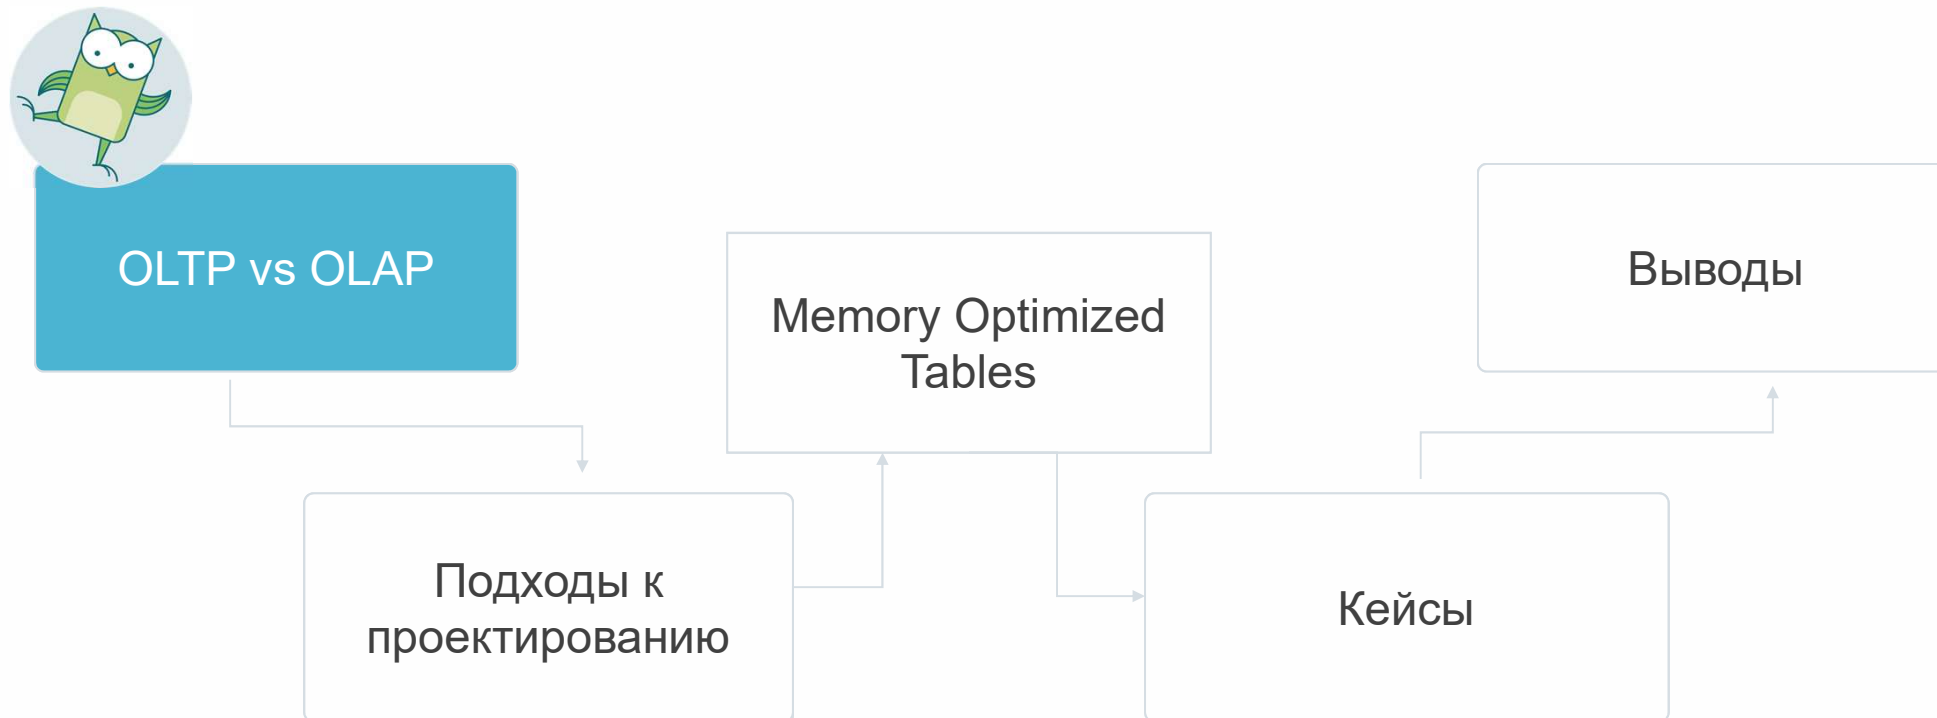 OLTP vs OLAP
Подходы к
проектированию
Memory Optimized
Tables
Кейсы
Выводы